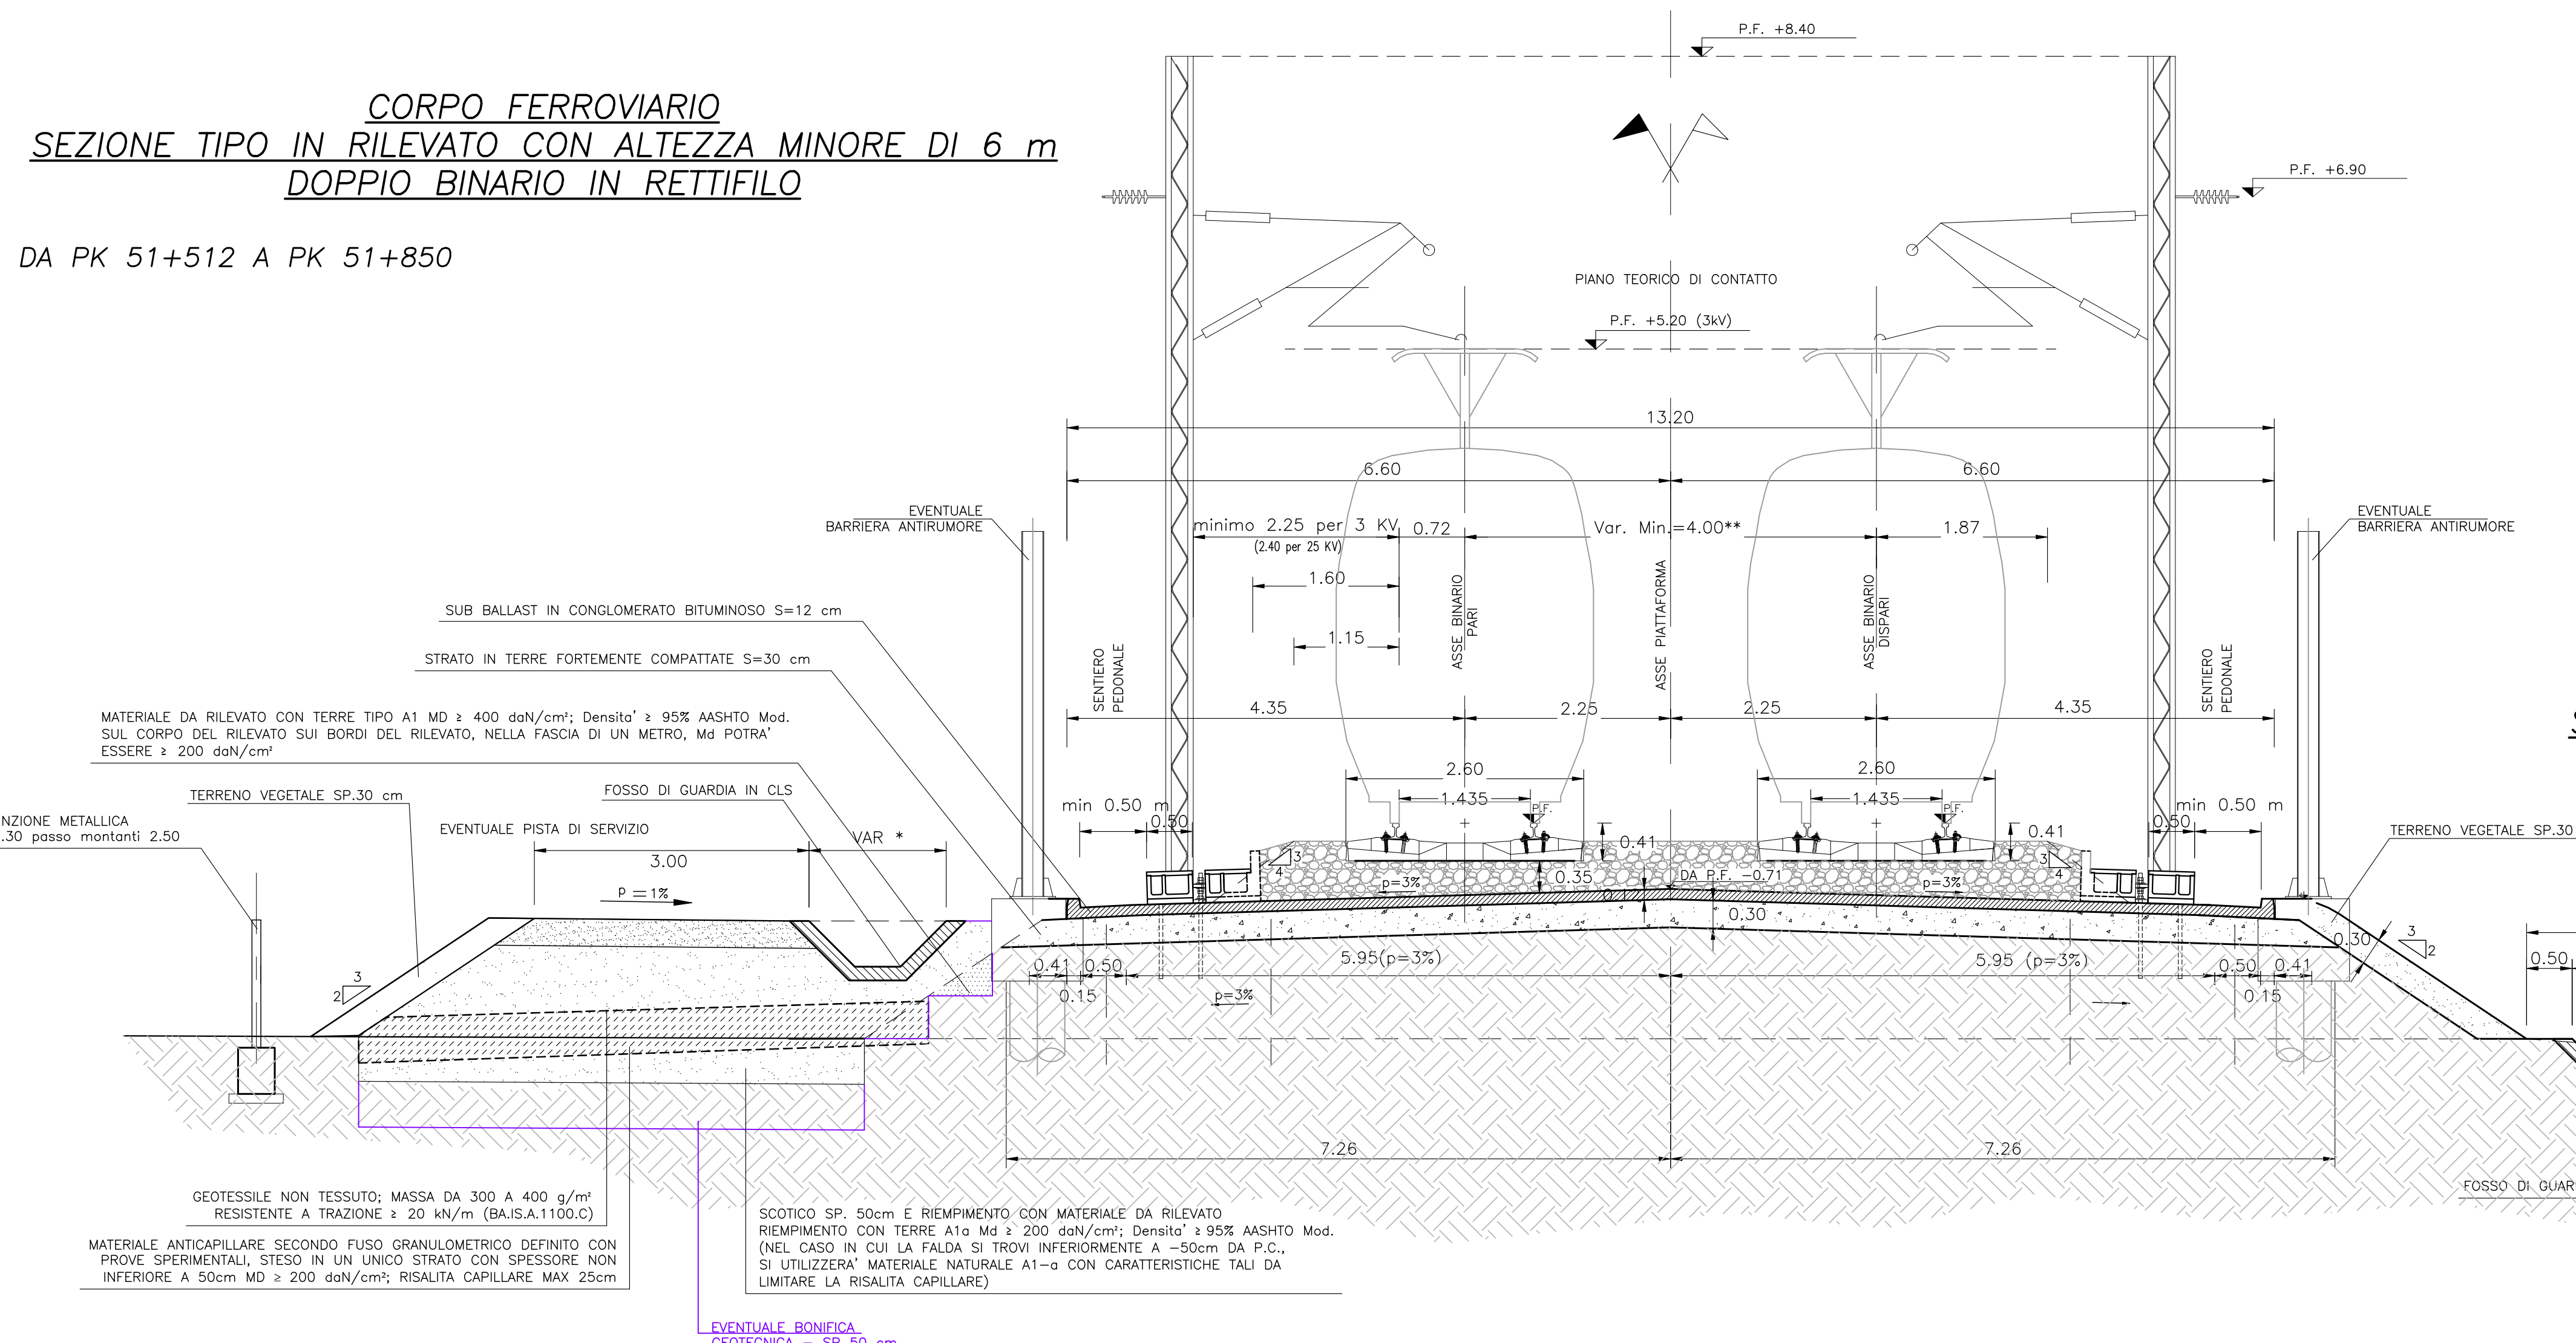 CORPO FERROVIARIO
SEZIONE TIPO IN RILEVATO CON ALTEZZA MINORE DI 6 m
DOPPIO BINARIO IN RETTIFILO
DA PK 51+512 A PK 51+850
P.F. +8.40
P.F. +6.90
PIANO TEORICO DI CONTATTO
P.F. +5.20 (3kV)
13.20
6.60
6.60
EVENTUALE
BARRIERA ANTIRUMORE
EVENTUALE
BARRIERA ANTIRUMORE
minimo 2.25 per 3 KV
(2.40 per 25 KV)
0.72
Var. Min.=4.00**
1.87
1.60
1.15
ASSE BINARIO
PARI
ASSE PIATTAFORMA
ASSE BINARIO
DISPARI
SENTIERO
PEDONALE
SENTIERO
PEDONALE
SUB BALLAST IN CONGLOMERATO BITUMINOSO S=12 cm
STRATO IN TERRE FORTEMENTE COMPATTATE S=30 cm
4.35
2.25
2.25
4.35
MATERIALE DA RILEVATO CON TERRE TIPO A1 MD ≥ 400 daN/cm²; Densita' ≥ 95% AASHTO Mod.
SUL CORPO DEL RILEVATO SUI BORDI DEL RILEVATO, NELLA FASCIA DI UN METRO, Md POTRA'
ESSERE ≥ 200 daN/cm²
2.60
2.60
1.435
1.435
P.F.
P.F.
TERRENO VEGETALE SP.30 cm
FOSSO DI GUARDIA IN CLS
min 0.50 m
0.50
min 0.50 m
0.50
NZIONE METALLICA
.30 passo montanti 2.50
EVENTUALE PISTA DI SERVIZIO
VAR *
3.00
p =1%
TERRENO VEGETALE SP.30
0.41
0.41
3
4
3
4
0.35
p=3%
DA P.F. -0.71
p=3%
0.30
0.30
3
2
3
2
0.41
0.50
0.15
5.95(p=3%)
5.95 (p=3%)
0.50
0.41
0.15
0.50
p=3%
7.26
7.26
FOSSO DI GUAR
GEOTESSILE NON TESSUTO; MASSA DA 300 A 400 g/m²
RESISTENTE A TRAZIONE ≥ 20 kN/m (BA.IS.A.1100.C)
MATERIALE ANTICAPILLARE SECONDO FUSO GRANULOMETRICO DEFINITO CON
PROVE SPERIMENTALI, STESO IN UN UNICO STRATO CON SPESSORE NON
INFERIORE A 50cm MD ≥ 200 daN/cm²; RISALITA CAPILLARE MAX 25cm
SCOTICO SP. 50cm E RIEMPIMENTO CON MATERIALE DA RILEVATO
RIEMPIMENTO CON TERRE A1a Md ≥ 200 daN/cm²; Densita' ≥ 95% AASHTO Mod.
(NEL CASO IN CUI LA FALDA SI TROVI INFERIORMENTE A -50cm DA P.C.,
SI UTILIZZERA' MATERIALE NATURALE A1-a CON CARATTERISTICHE TALI DA
LIMITARE LA RISALITA CAPILLARE)
EVENTUALE BONIFICA
GEOTECNICA - SP.50 cm